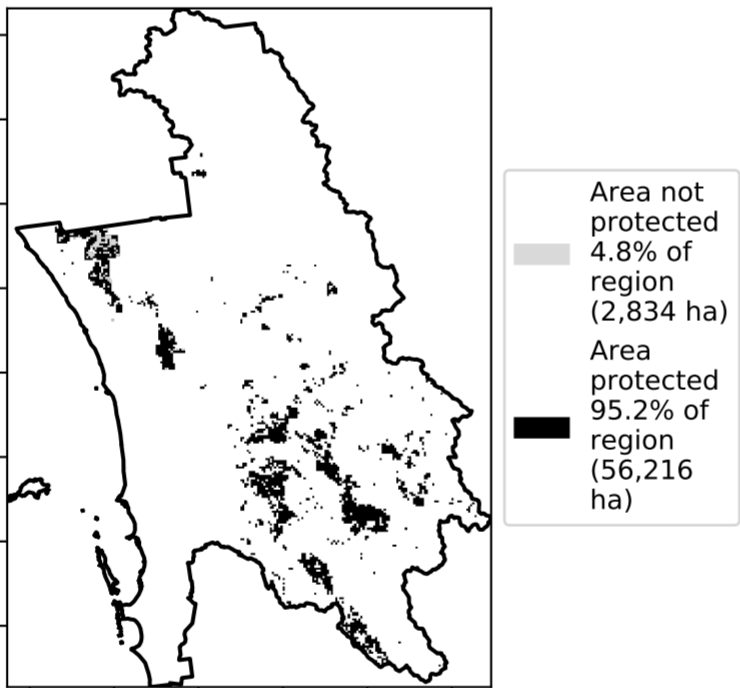 Area not
protected
4.8% of
region
(2,834 ha)
Area
protected
95.2% of
region
(56,216
ha)